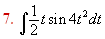 7. ∫ 1/2 t sin 4t² dt